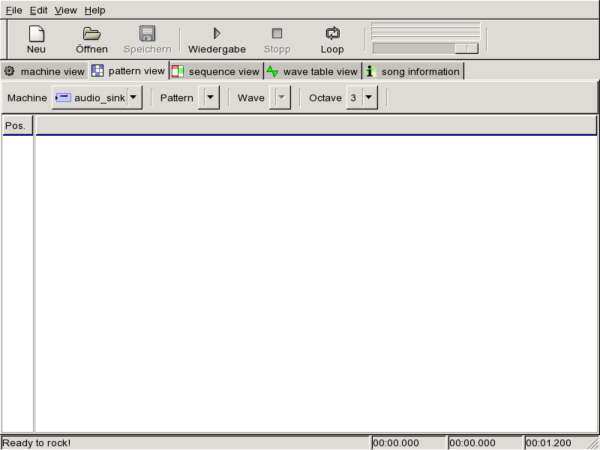 File Edit View Help
Neu Öffnen Speichern Wiedergabe Stopp Loop
machine view pattern view sequence view wave table view song information
Machine audio_sink Pattern Wave Octave 3
Pos.
Ready to rock! 00:00.000 00:00.000 00:01.200